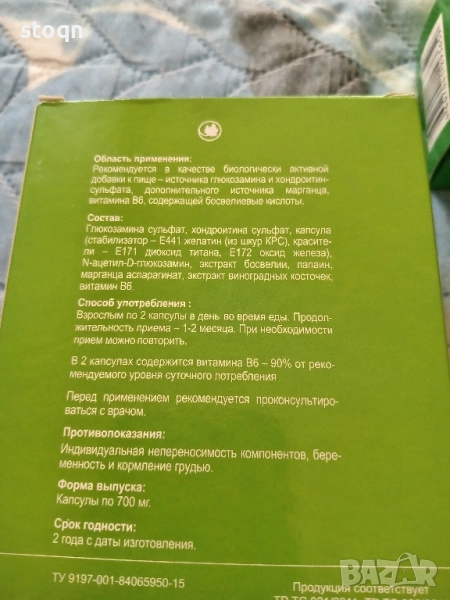 stoqn
Область применения:
Рекомендуется в качестве биологически активной
добавки к пище – источника глюкозамина и хондроитин-
сульфата, дополнительного источника марганца,
витамина В6, содержащей босвелиевые кислоты.
Состав:
Глюкозамина сульфат, хондроитина сульфат, капсула
(стабилизатор – Е441 желатин (из шкур КРС), красите-
ли – Е171 диоксид титана, Е172 оксид железа),
N-ацетил-D-глюкозамин, экстракт босвелии, папаин,
марганца аспарагинат, экстракт виноградных косточек,
витамин В6.
Способ употребления :
Взрослым по 2 капсулы в день во время еды. Продол-
жительность приема – 1-2 месяца. При необходимости
прием можно повторить.
В 2 капсулах содержится витамина В6 – 90% от реко-
мендуемого уровня суточного потребления
Перед применением рекомендуется проконсультиро-
ваться с врачом.
Противопоказания:
Индивидуальная непереносимость компонентов, бере-
менность и кормление грудью.
Форма выпуска:
Капсулы по 700 мг.
Срок годности:
2 года с даты изготовления.
ТУ 9197-001-84065950-15
Продукция соответствует
BAZAR